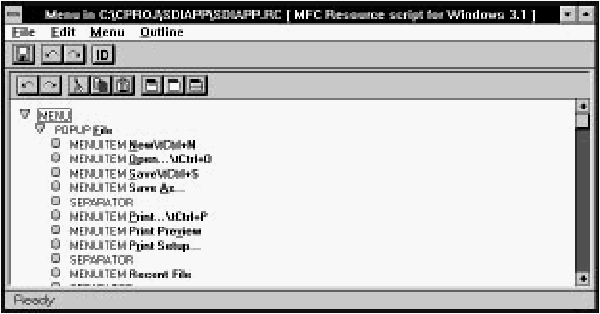 Menu in C:\CPROJ\SDIAPP\SDIAPP.RC [ MFC Resource script for Windows 3.1 ]
File Edit Menu Outline
ID
MENU
POPUP File
MENUITEM New\tCtrl+N
MENUITEM Open...\tCtrl+O
MENUITEM Save\tCtrl+S
MENUITEM Save As...
SEPARATOR
MENUITEM Print...\tCtrl+P
MENUITEM Print Preview
MENUITEM Print Setup...
SEPARATOR
MENUITEM Recent File
SEPARATOR
Ready